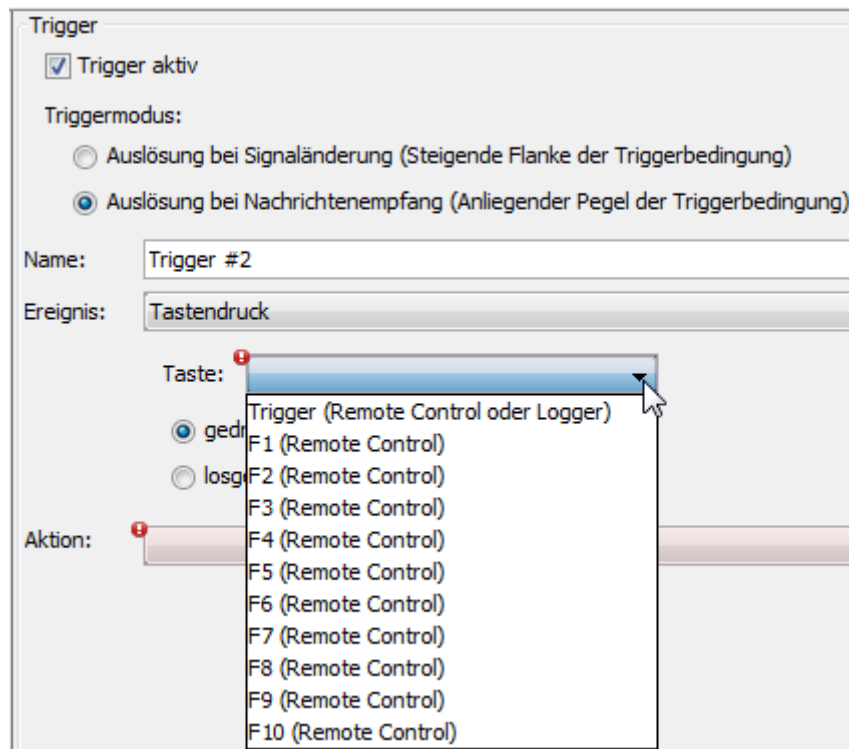 Trigger
Trigger aktiv
Triggermodus:
Auslösung bei Signaländerung (Steigende Flanke der Triggerbedingung)
Auslösung bei Nachrichtenempfang (Anliegender Pegel der Triggerbedingung)
Name: Trigger #2
Ereignis: Tastendruck
Taste:
Trigger (Remote Control oder Logger)
F1 (Remote Control)
F2 (Remote Control)
F3 (Remote Control)
F4 (Remote Control)
F5 (Remote Control)
F6 (Remote Control)
F7 (Remote Control)
F8 (Remote Control)
F9 (Remote Control)
F10 (Remote Control)
Aktion: